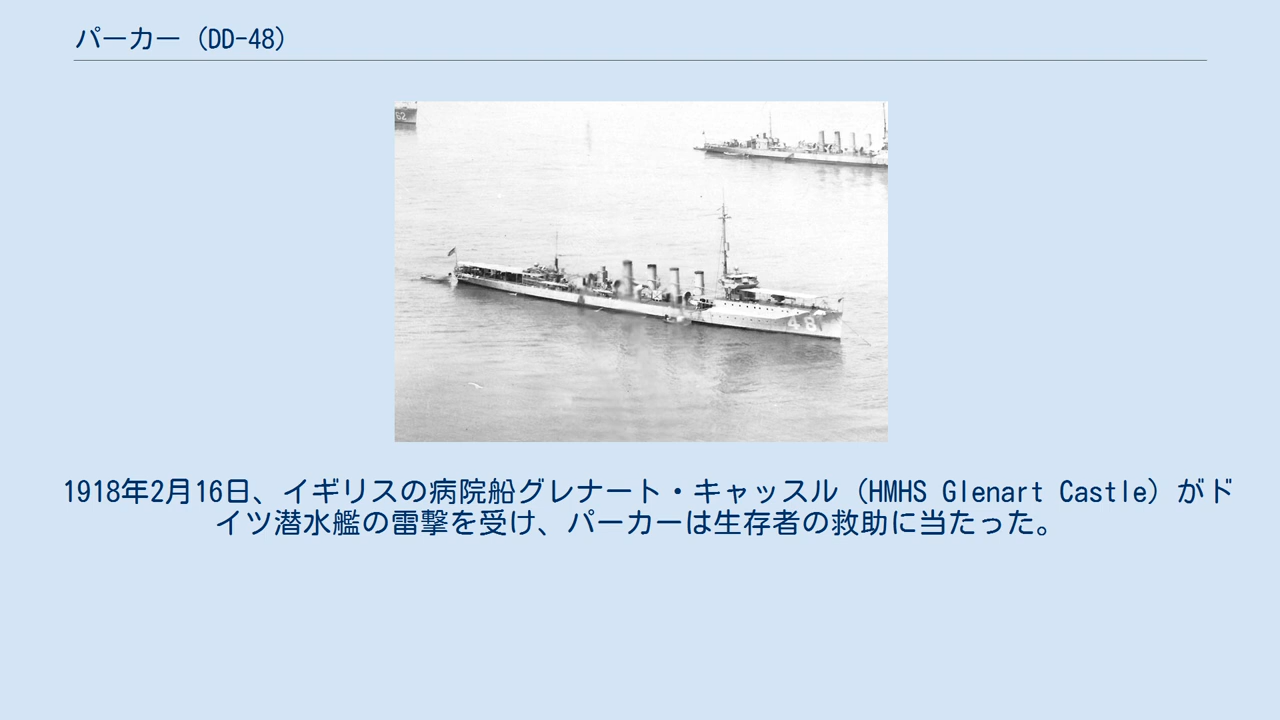 パーカー (DD-48)
62
48
1918年2月16日、イギリスの病院船グレナート・キャッスル（HMHS Glenart Castle）がド
イツ潜水艦の雷撃を受け、パーカーは生存者の救助に当たった。